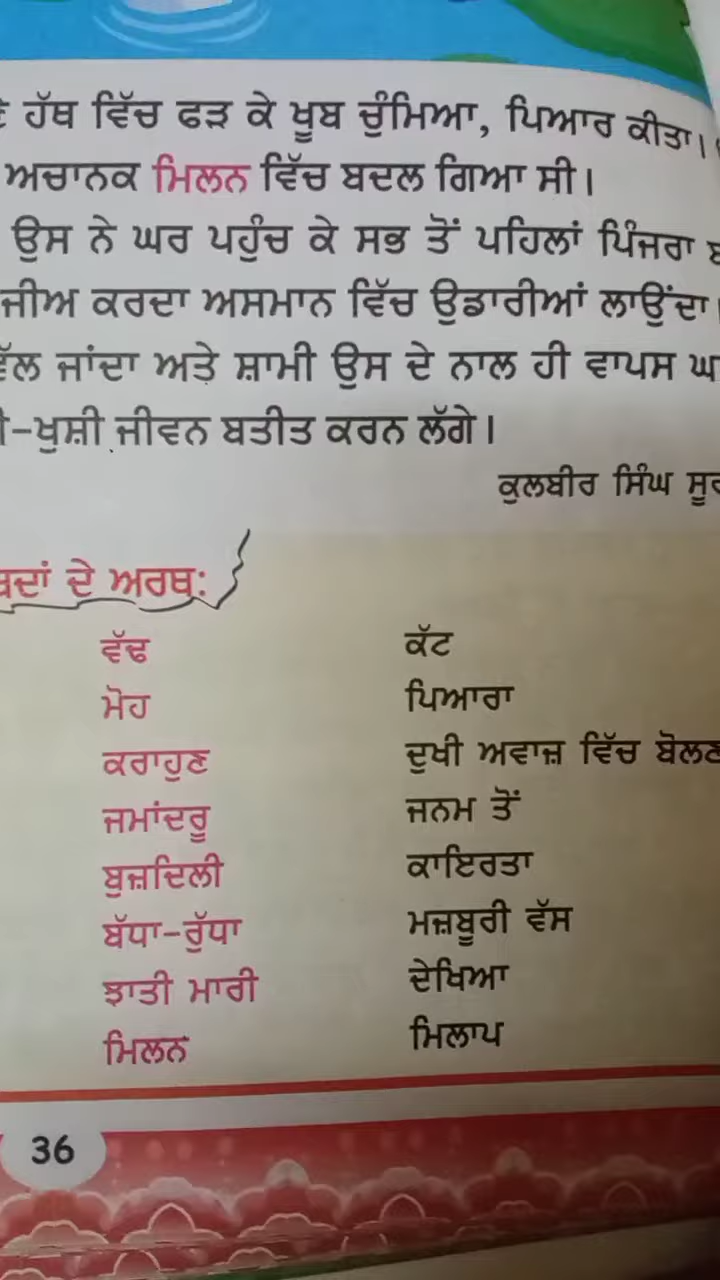 ਹੱਥ ਵਿੱਚ ਫੜ ਕੇ ਖੂਬ ਚੁੰਮਿਆ, ਪਿਆਰ ਕੀਤਾ।
ਅਚਾਨਕ ਮਿਲਨ ਵਿੱਚ ਬਦਲ ਗਿਆ ਸੀ।
ਉਸ ਨੇ ਘਰ ਪਹੁੰਚ ਕੇ ਸਭ ਤੋਂ ਪਹਿਲਾਂ ਪਿੰਜਰਾ
ਜੀਅ ਕਰਦਾ ਅਸਮਾਨ ਵਿੱਚ ਉਡਾਰੀਆਂ ਲਾਉਂਦਾ।
ਜਾਂਦਾ ਅਤੇ ਸ਼ਾਮੀ ਉਸ ਦੇ ਨਾਲ ਹੀ ਵਾਪਸ
-ਖੁਸ਼ੀ ਜੀਵਨ ਬਤੀਤ ਕਰਨ ਲੱਗੇ।
ਕੁਲਬੀਰ ਸਿੰਘ
ਦੇ ਅਰਥ:
ਵੱਢ ਕੱਟ
ਮੋਹ ਪਿਆਰਾ
ਕਰਾਹੁਣ ਦੁਖੀ ਅਵਾਜ਼ ਵਿੱਚ ਬੋਲਣ
ਜਮਾਂਦਰੂ ਜਨਮ ਤੋਂ
ਬੁਜ਼ਦਿਲੀ ਕਾਇਰਤਾ
ਬੱਧਾ-ਰੁੱਧਾ ਮਜ਼ਬੂਰੀ ਵੱਸ
ਝਾਤੀ ਮਾਰੀ ਦੇਖਿਆ
ਮਿਲਨ ਮਿਲਾਪ
36